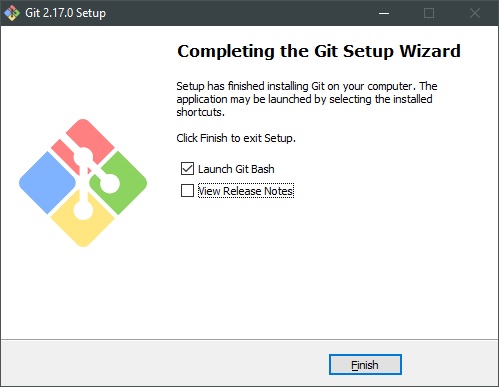 Git 2.17.0 Setup
Completing the Git Setup Wizard
Setup has finished installing Git on your computer. The
application may be launched by selecting the installed
shortcuts.
Click Finish to exit Setup.
Launch Git Bash
View Release Notes
Finish